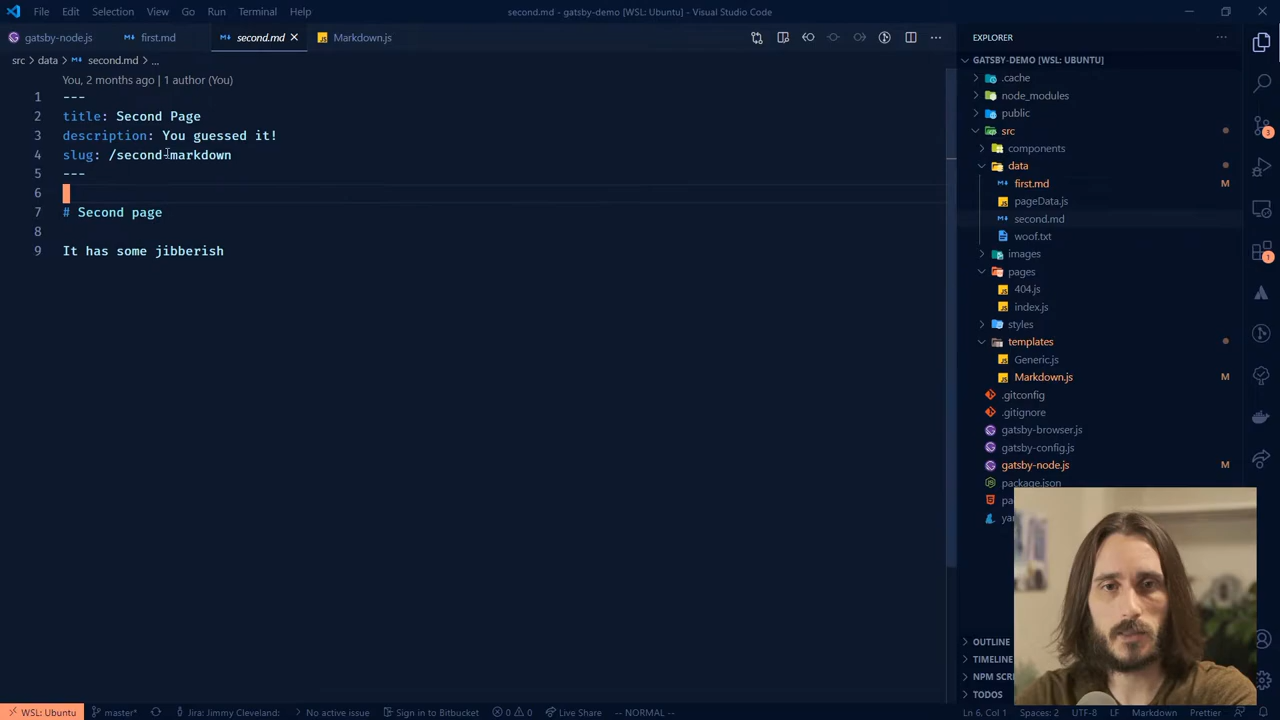 File Edit Selection View Go Run Terminal Help
second.md - gatsby-demo [WSL: Ubuntu] - Visual Studio Code
gatsby-node.js first.md second.md Markdown.js
src > data > second.md > ...
You, 2 months ago | 1 author (You)
1 ---
2 title: Second Page
3 description: You guessed it!
4 slug: /second-markdown
5 ---
6
7 # Second page
8
9 It has some jibberish
EXPLORER
GATSBY-DEMO [WSL: UBUNTU]
.cache
node_modules
public
src
components
data
first.md M
pageData.js
second.md
woof.txt
images
pages
404.js
index.js
styles
templates
Generic.js
Markdown.js M
.gitconfig
.gitignore
gatsby-browser.js
gatsby-config.js
gatsby-node.js M
package.json
OUTLINE
TIMELINE
NPM SCR
TODOS
3
1
WSL: Ubuntu master* Jira: Jimmy Cleveland: No active issue Sign in to Bitbucket 0 0 Live Share -- NORMAL -- Ln 6, Col 1 Spaces: 2 UTF-8 LF Markdown Prettier